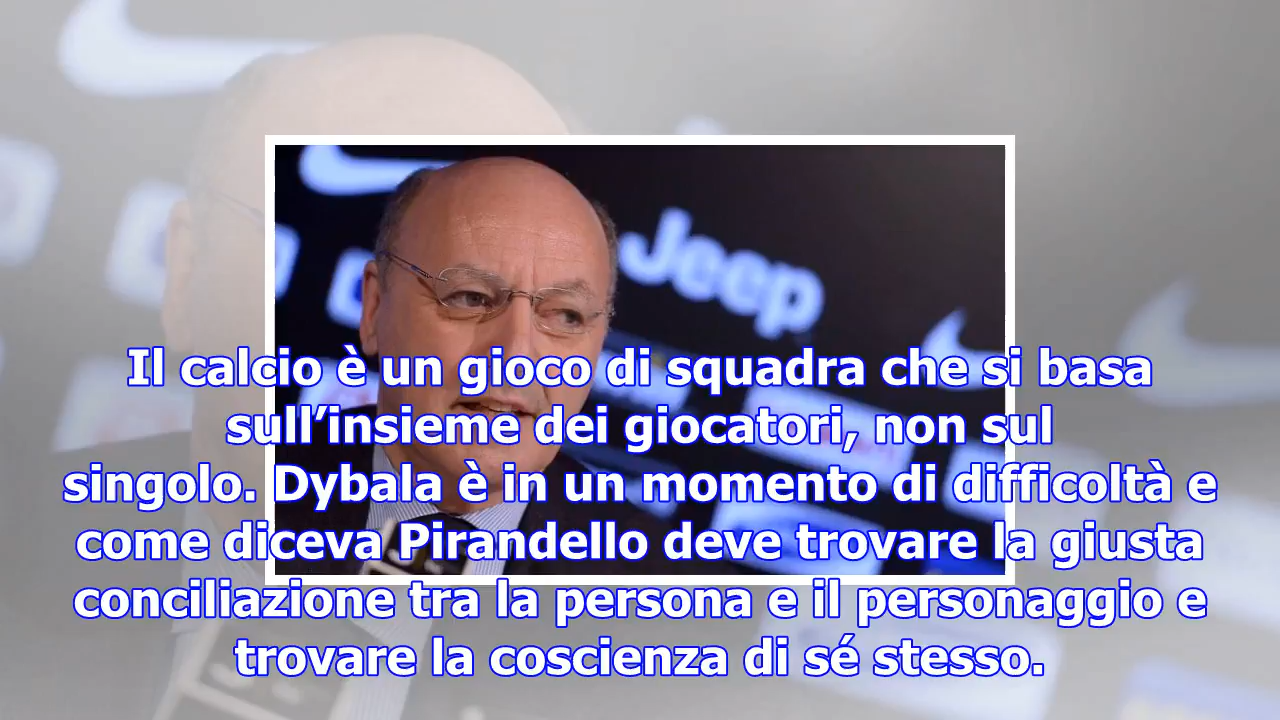 Jeep
Il calcio è un gioco di squadra che si basa
sull’insieme dei giocatori, non sul
singolo. Dybala è in un momento di difficoltà e
come diceva Pirandello deve trovare la giusta
conciliazione tra la persona e il personaggio e
trovare la coscienza di sé stesso.